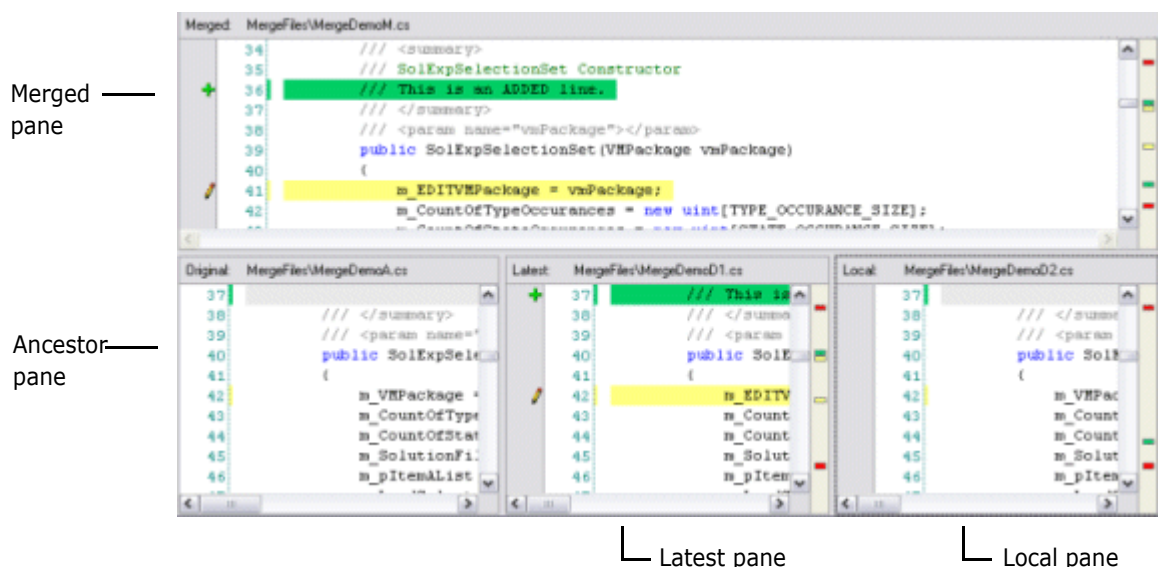 Merged: MergeFiles\MergeDemoM.cs
34 /// <summary>
35 /// SolExpSelectionSet Constructor
36 /// This is an ADDED line.
37 /// </summary>
38 /// <param name="vmPackage"></param>
39 public SolExpSelectionSet(VMPackage vmPackage)
40 {
41 m_EDITVMPackage = vmPackage;
42 m_CountOfTypeOccurances = new uint[TYPE_OCCURANCE_SIZE];
Merged pane
Original: MergeFiles\MergeDemoA.cs
37
38 /// </summary>
39 /// <param name="
40 public SolExpSele
41 {
42 m_VMPackage =
43 m_CountOfType
44 m_CountOfStat
45 m_SolutionFil
46 m_pItemAList
Ancestor pane
Latest: MergeFiles\MergeDemoD1.cs
37 /// This is
38 /// </summa
39 /// <param
40 public SolE
41 {
42 m_EDITV
43 m_Count
44 m_Count
45 m_Solut
46 m_pItem
Latest pane
Local: MergeFiles\MergeDemoD2.cs
37
38 /// </summa
39 /// <param
40 public SolE
41 {
42 m_VMPac
43 m_Count
44 m_Count
45 m_Solut
46 m_pItem
Local pane